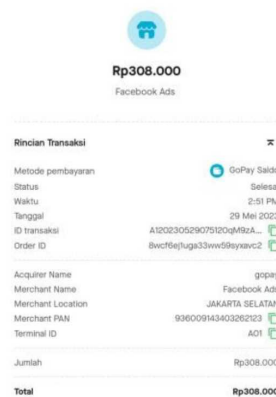 Rp308.000
Facebook Ads
Rincian Transaksi
Metode pembayaran GoPay Saldo
Status Selesai
Waktu 2:51 PM
Tanggal 29 Mei 2023
ID transaksi A120230529075120qM9zA...
Order ID 8wcf6ej1uga33ww59syxavc2
Acquirer Name gopay
Merchant Name Facebook Ads
Merchant Location JAKARTA SELATAN
Merchant PAN 936009143403262123
Terminal ID A01
Jumlah Rp308.000
Total Rp308.000